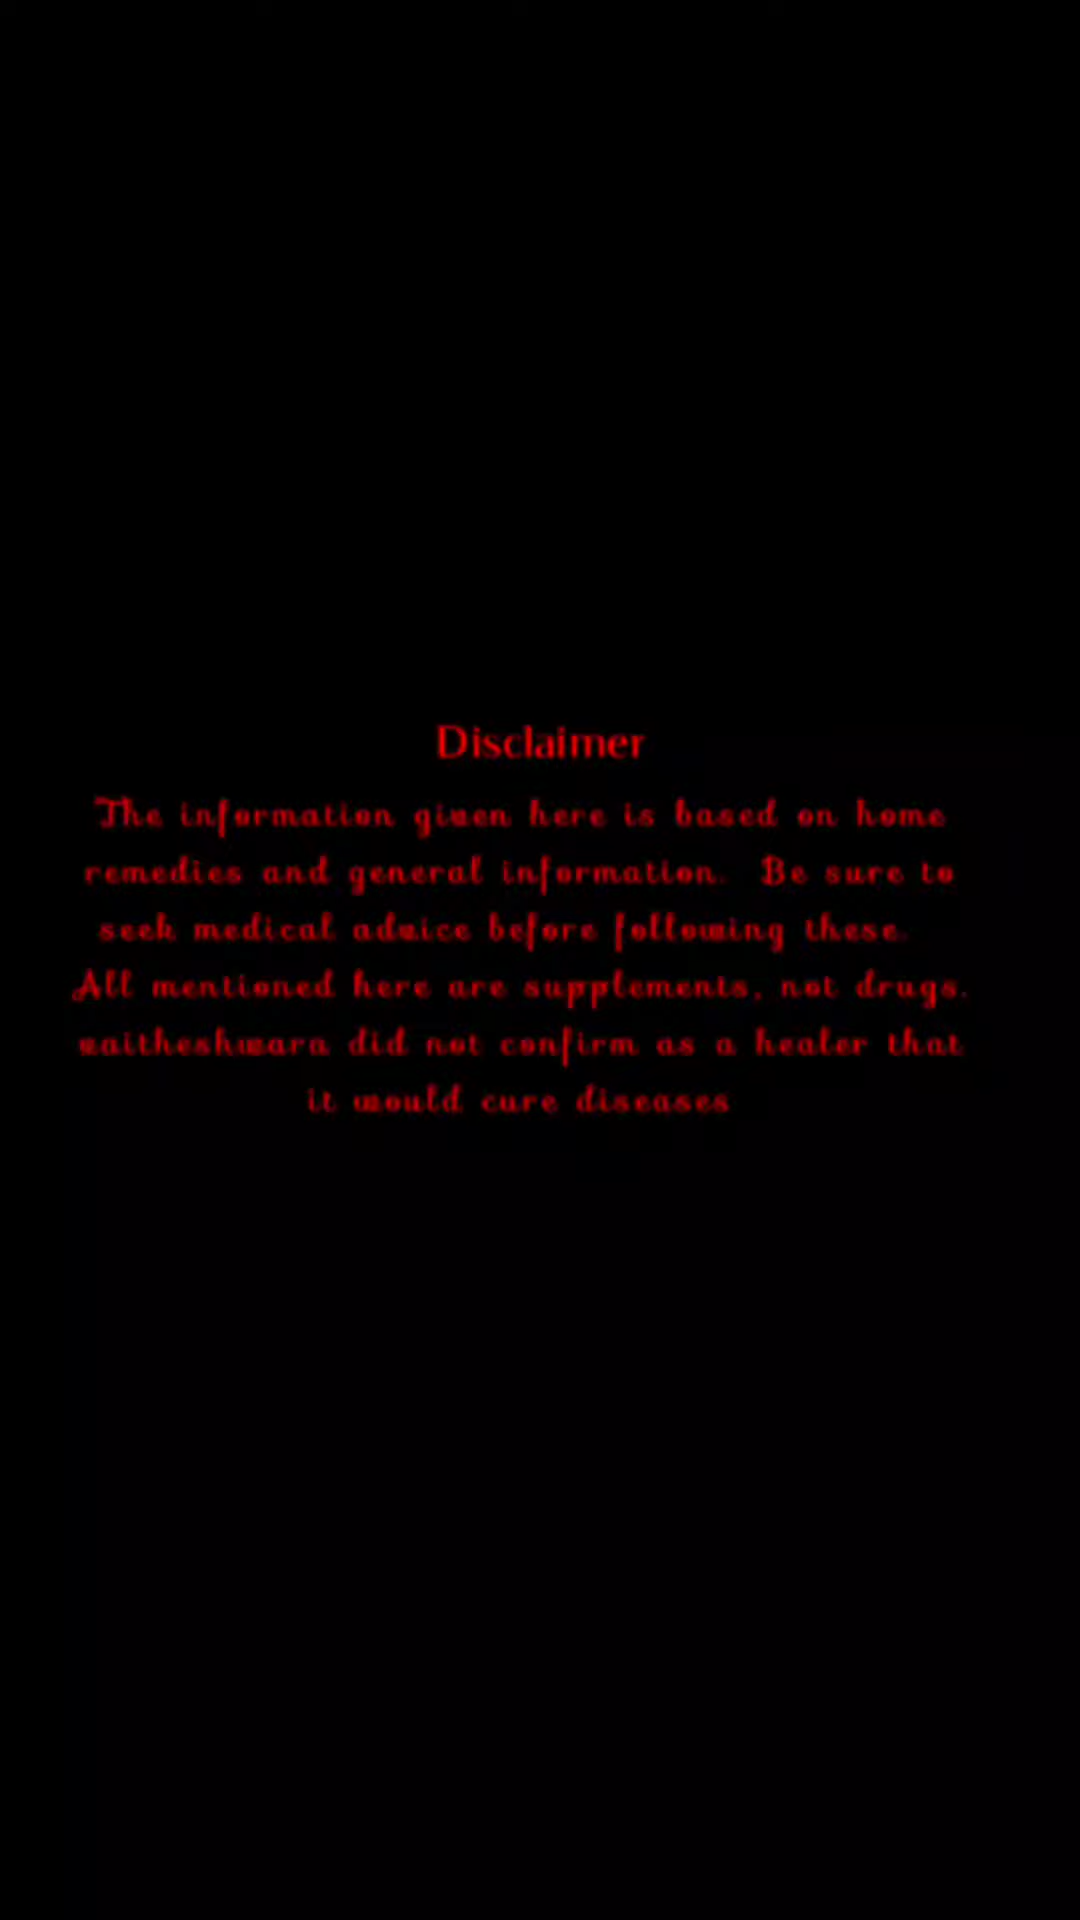 Disclaimer
The information given here is based on home
remedies and general information. Be sure to
seek medical advice before following these.
All mentioned here are supplements, not drugs.
vaitheshwara did not confirm as a healer that
it would cure diseases